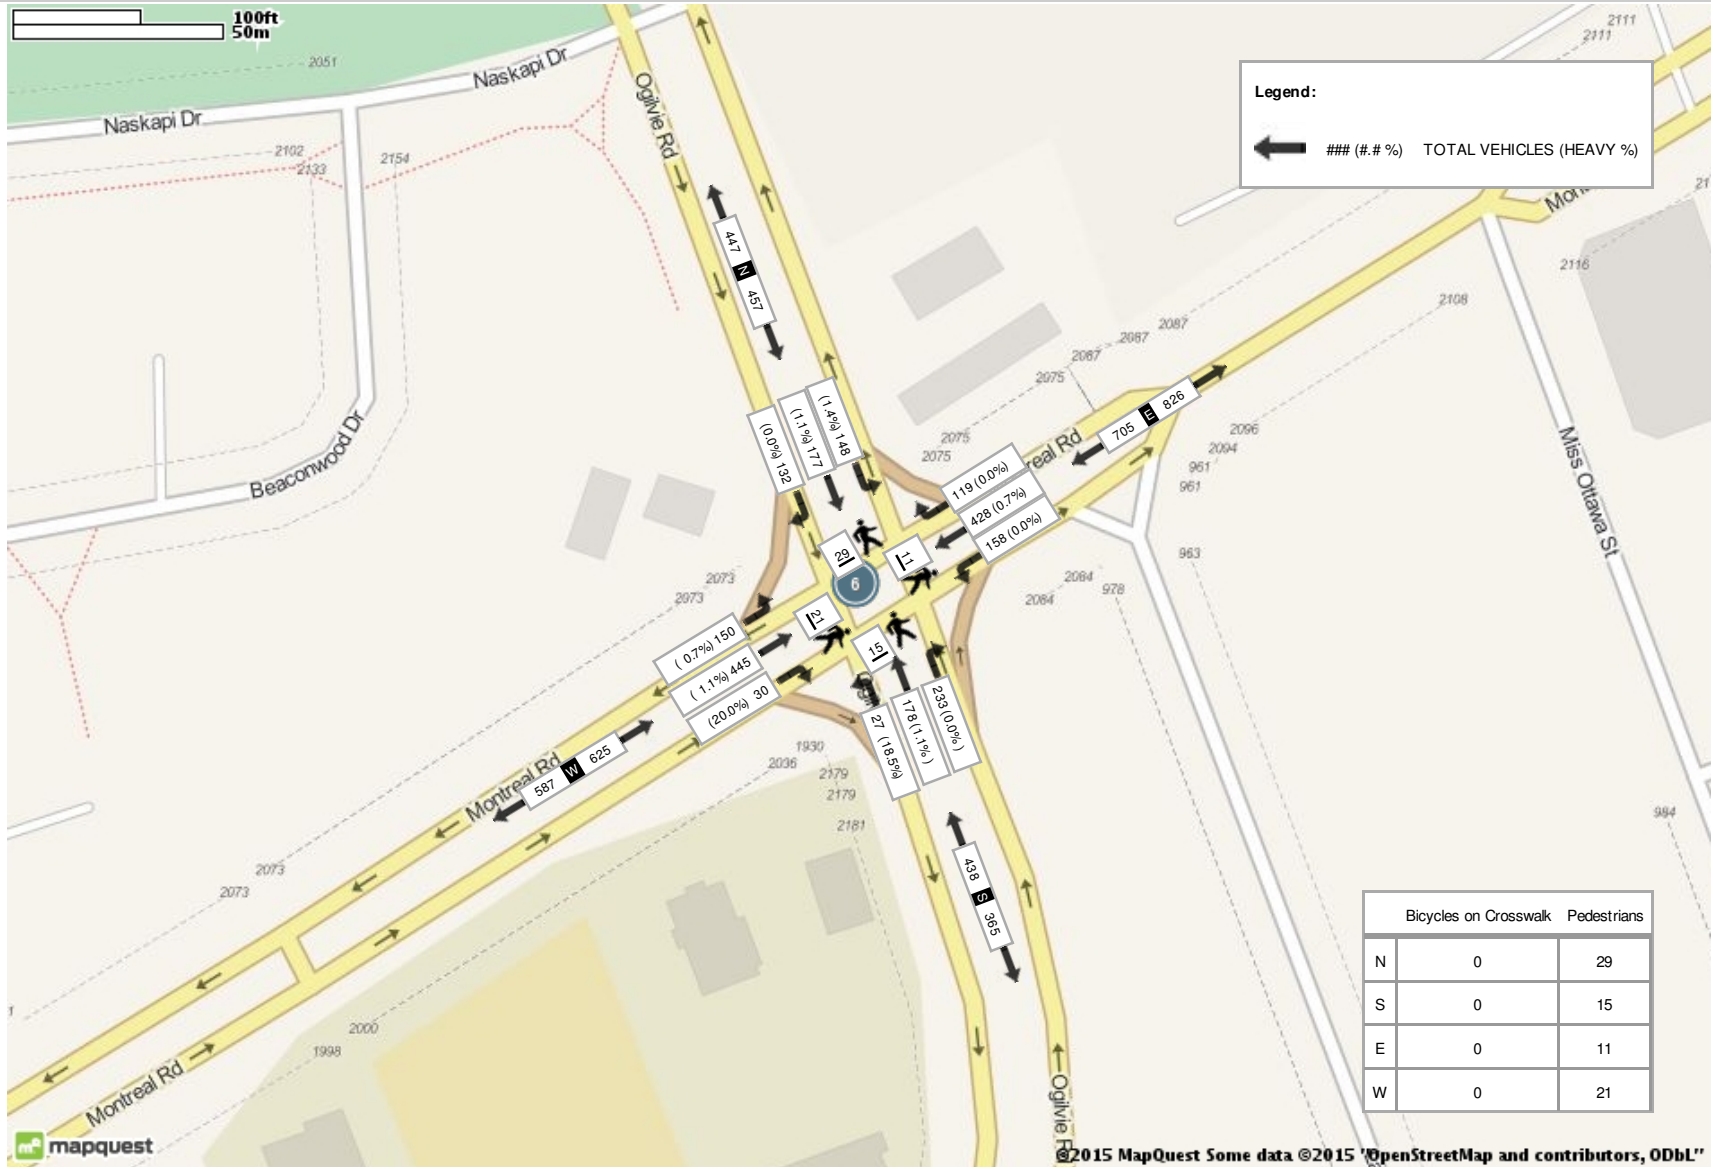 100ft
50m
2051
Naskapi Dr
Naskapi Dr
Ogilvie Rd
2111
2111
Legend:
### (#.# %) TOTAL VEHICLES (HEAVY %)
2102
2133
2154
447 N 457
2116
2108
2087
2087
2087
2075
705 E 826
2096
2094
961
961
2075
2075
Beaconwood Dr
Miss Ottawa St
(0.0%) 132
(1.1%) 177
(1.4%) 148
real Rd
119 (0.0%)
428 (0.7%)
158 (0.0%)
29
11
6
21
15
963
2084
978
2084
2073
2073
( 0.7%) 150
( 1.1%) 445
(20.0%) 30
27 (18.5%)
178 (1.1% )
233 (0.0% )
587 W 625
Montreal Rd
1930
2036
2179
2179
2181
984
438 S 365
2073
2073
Bicycles on Crosswalk Pedestrians
N 0 29
S 0 15
E 0 11
W 0 21
2000
1998
Montreal Rd
Ogilvie R
mapquest
©2015 MapQuest Some data ©2015 "OpenStreetMap and contributors, ODbL"